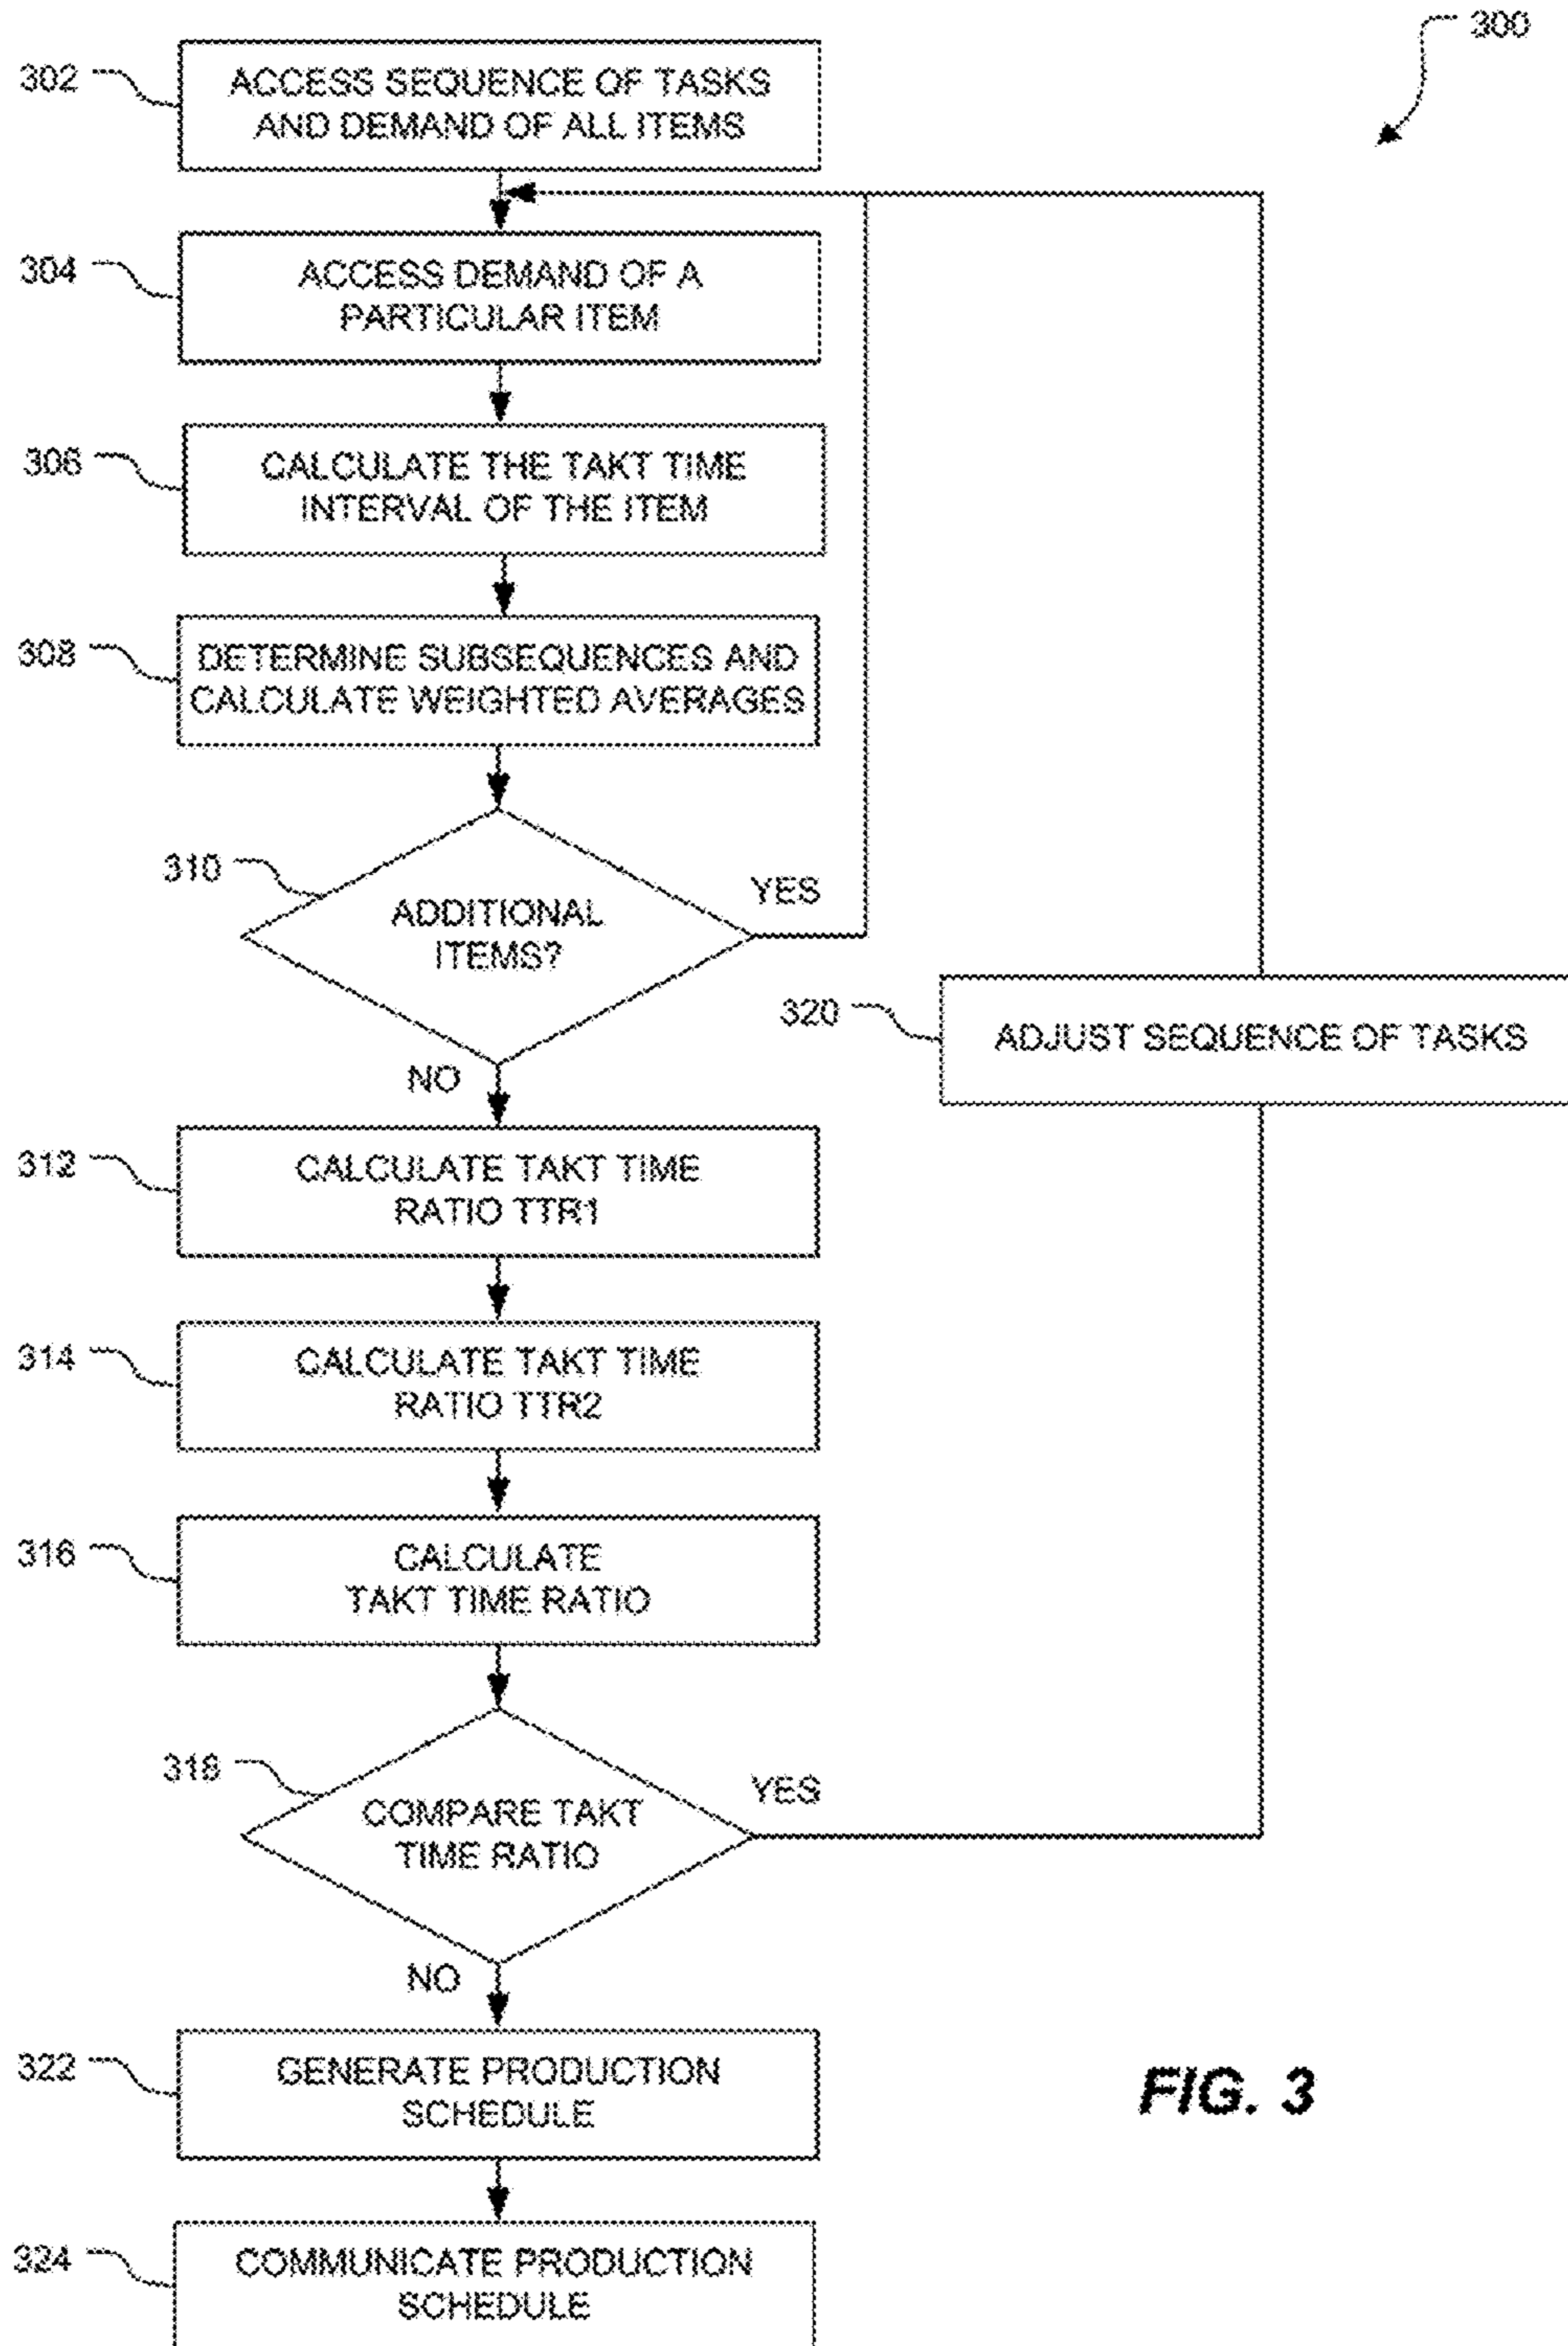 300
302
ACCESS SEQUENCE OF TASKS
AND DEMAND OF ALL ITEMS
304
ACCESS DEMAND OF A
PARTICULAR ITEM
306
CALCULATE THE TAKT TIME
INTERVAL OF THE ITEM
308
DETERMINE SUBSEQUENCES AND
CALCULATE WEIGHTED AVERAGES
310
ADDITIONAL
ITEMS?
YES
NO
320
ADJUST SEQUENCE OF TASKS
312
CALCULATE TAKT TIME
RATIO TTR1
314
CALCULATE TAKT TIME
RATIO TTR2
316
CALCULATE
TAKT TIME RATIO
318
COMPARE TAKT
TIME RATIO
YES
NO
322
GENERATE PRODUCTION
SCHEDULE
FIG. 3
324
COMMUNICATE PRODUCTION
SCHEDULE